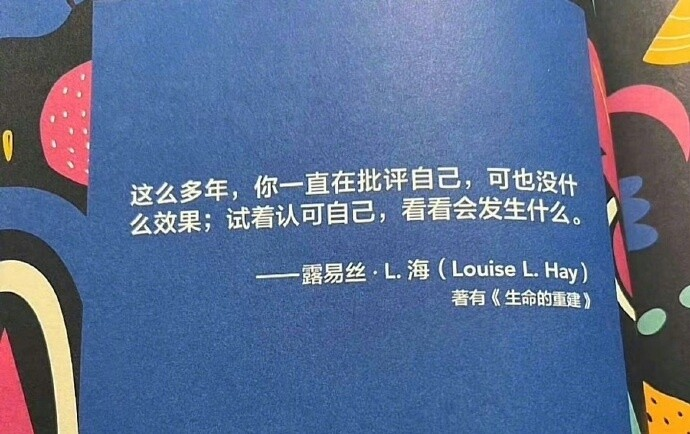 这么多年，你一直在批评自己，可也没什
么效果；试着认可自己，看看会发生什么。
——露易丝·L. 海（Louise L. Hay）
著有《生命的重建》